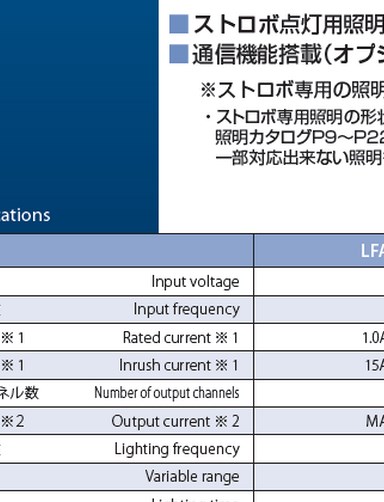 ■ ストロボ点灯用照明
■ 通信機能搭載(オプ
※ストロボ専用の照明
・ストロボ専用照明の形状
照明カタログP9～P22
一部対応出来ない照明
ations
LFA
Input voltage
Input frequency
※1 Rated current ※1 1.0A
※1 Inrush current ※1 15A
ネル数 Number of output channels
※2 Output current ※2 MA
Lighting frequency
Variable range